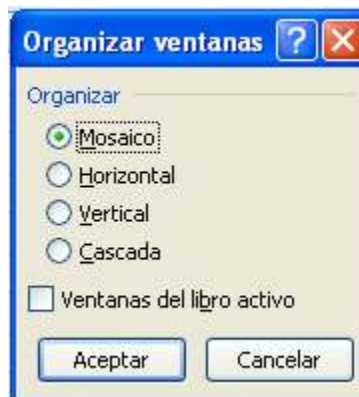 Organizar ventanas ?
Organizar
Mosaico
Horizontal
Vertical
Cascada
Ventanas del libro activo
Aceptar Cancelar